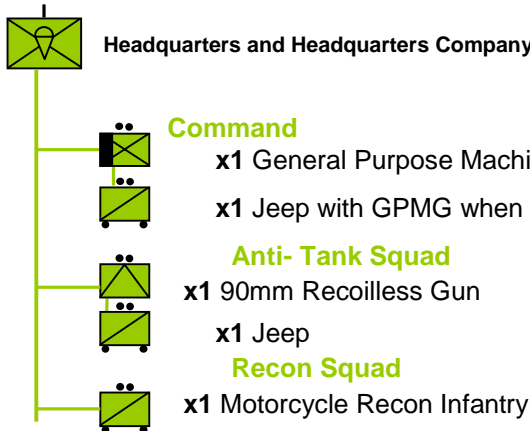 Headquarters and Headquarters Company
Command
x1 General Purpose
x1 Jeep with GPMG when
Anti- Tank Squad
x1 90mm Recoilless Gun
x1 Jeep
Recon Squad
x1 Motorcycle Recon Infantry